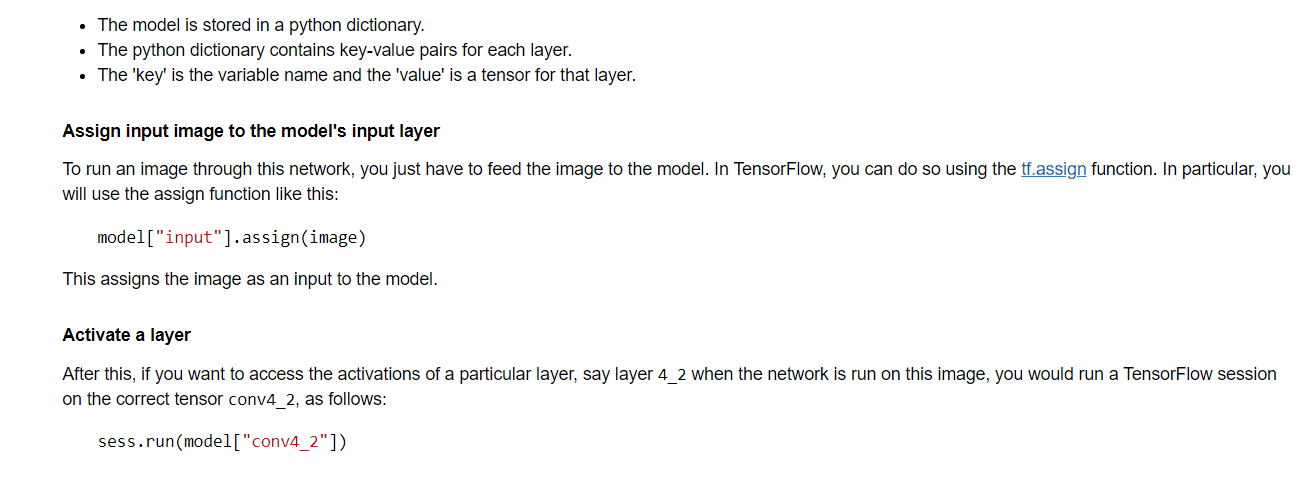 The model is stored in a python dictionary.
The python dictionary contains key-value pairs for each layer.
The 'key' is the variable name and the 'value' is a tensor for that layer.
Assign input image to the model's input layer
To run an image through this network, you just have to feed the image to the model. In TensorFlow, you can do so using the tf.assign function. In particular, you
will use the assign function like this:
model["input"].assign(image)
This assigns the image as an input to the model.
Activate a layer
After this, if you want to access the activations of a particular layer, say layer 4_2 when the network is run on this image, you would run a TensorFlow session
on the correct tensor conv4_2, as follows:
sess.run(model["conv4_2"])